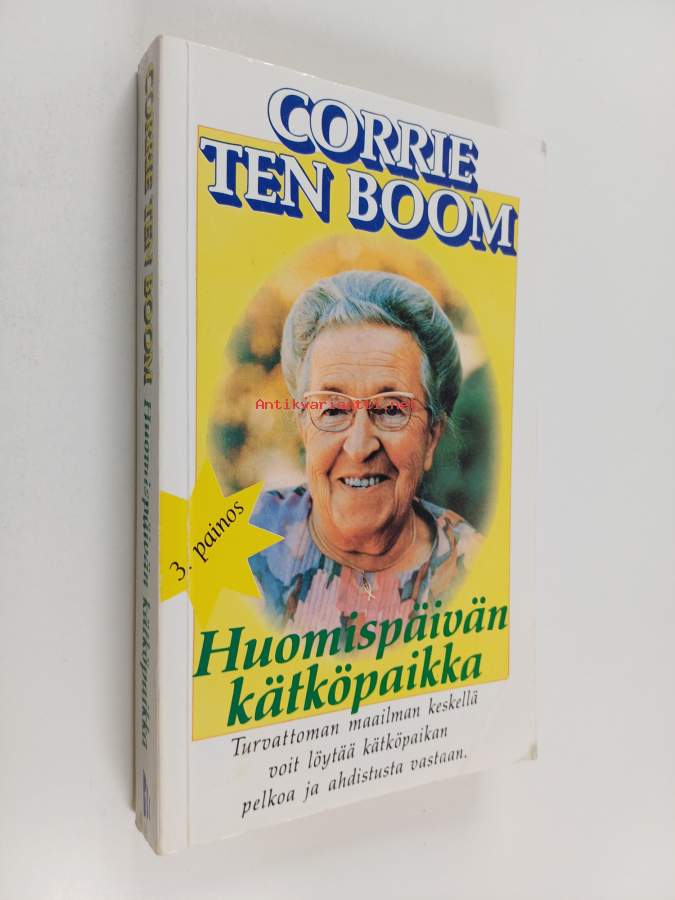 CORRIE
TEN BOOM
Antikvariaatti.net
3. painos
Huomispäivän
kätköpaikka
Turvattoman maailman keskellä
voit löytää kätköpaikan
pelkoa ja ahdistusta vastaan.
CORRIE TEN BOOM Huomispäivän kätköpaikka